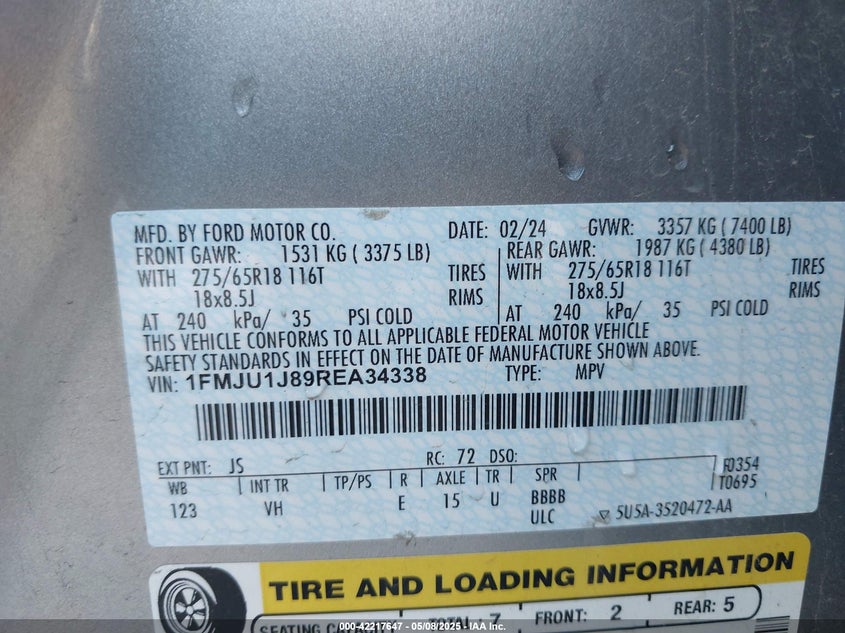 MFD. BY FORD MOTOR CO. DATE: 02/24 GVWR: 3357 KG ( 7400 LB)
FRONT GAWR: 1531 KG ( 3375 LB) REAR GAWR: 1987 KG ( 4380 LB)
WITH 275/65R18 116T TIRES WITH 275/65R18 116T TIRES
18x8.5J RIMS 18x8.5J RIMS
AT 240 kPa/ 35 PSI COLD AT 240 kPa/ 35 PSI COLD
THIS VEHICLE CONFORMS TO ALL APPLICABLE FEDERAL MOTOR VEHICLE
SAFETY STANDARDS IN EFFECT ON THE DATE OF MANUFACTURE SHOWN ABOVE.
VIN: 1FMJU1J89REA34338 TYPE: MPV
EXT PNT: JS RC: 72 DSO: F0354
WB INT TR TP/PS R AXLE TR SPR T0695
123 VH E 15 U BBBB
ULC 5U5A-3520472-AA
TIRE AND LOADING INFORMATION
SEATING CAPACITY TOTAL 7 FRONT: 2 REAR: 5
000-42217647 - 05/08/2025 - IAA Inc.